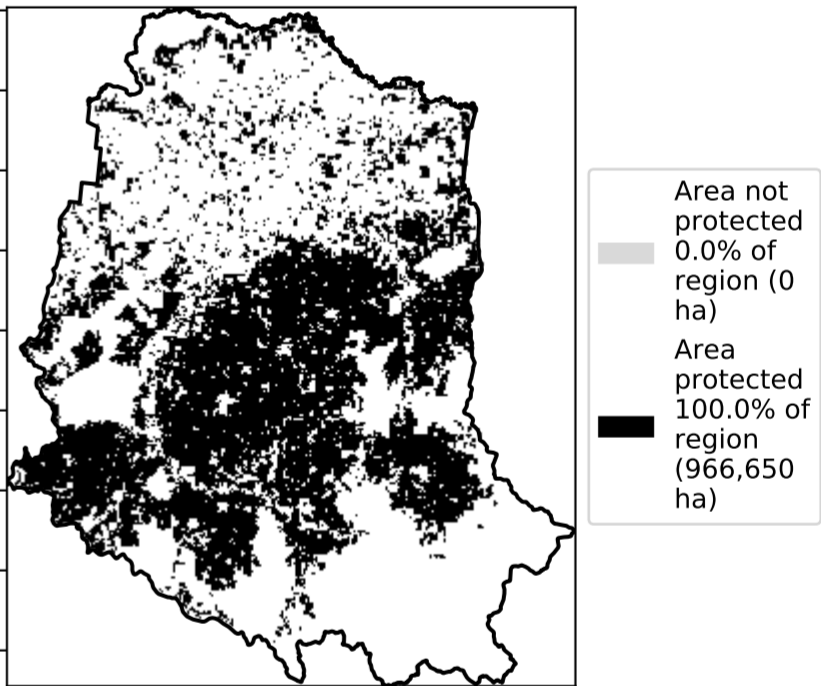 Area not
protected
0.0% of
region (0
ha)
Area
protected
100.0% of
region
(966,650
ha)